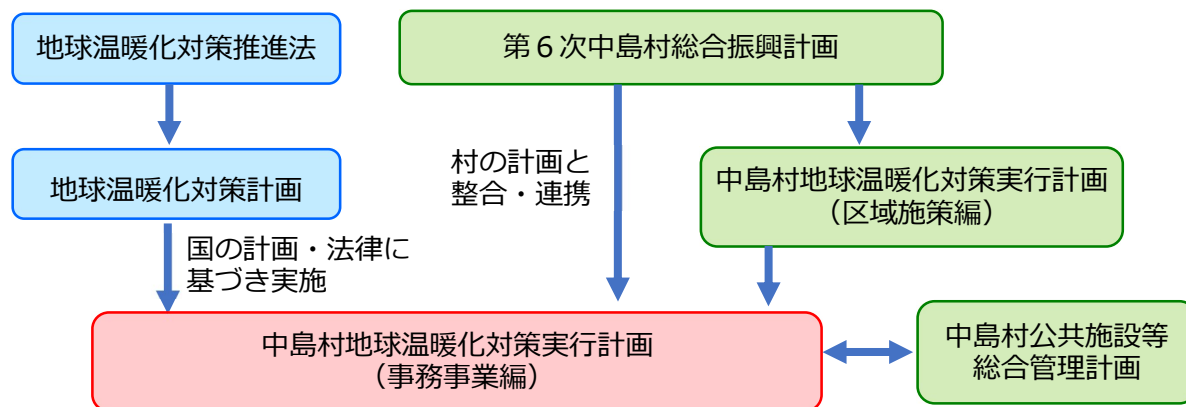 地球温暖化対策推進法
第６次中島村総合振興計画
地球温暖化対策計画
村の計画と
整合・連携
中島村地球温暖化対策実行計画
（区域施策編）
国の計画・法律に
基づき実施
中島村地球温暖化対策実行計画
（事務事業編）
中島村公共施設等
総合管理計画